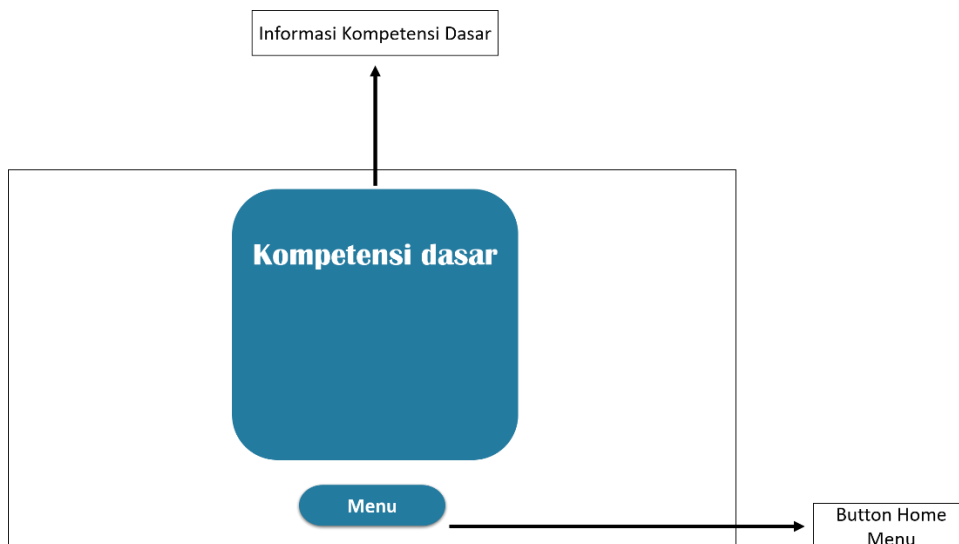 Informasi Kompetensi Dasar
Kompetensi dasar
Menu
Button Home
Menu